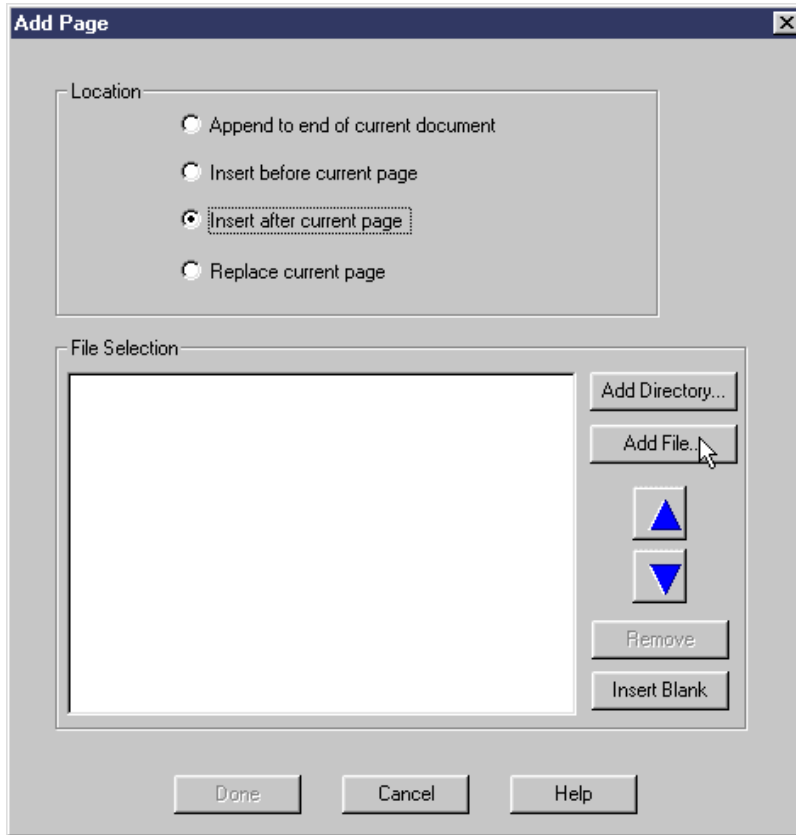 Add Page
Location
Append to end of current document
Insert before current page
Insert after current page
Replace current page
File Selection
Add Directory...
Add File...
Remove
Insert Blank
Done
Cancel
Help